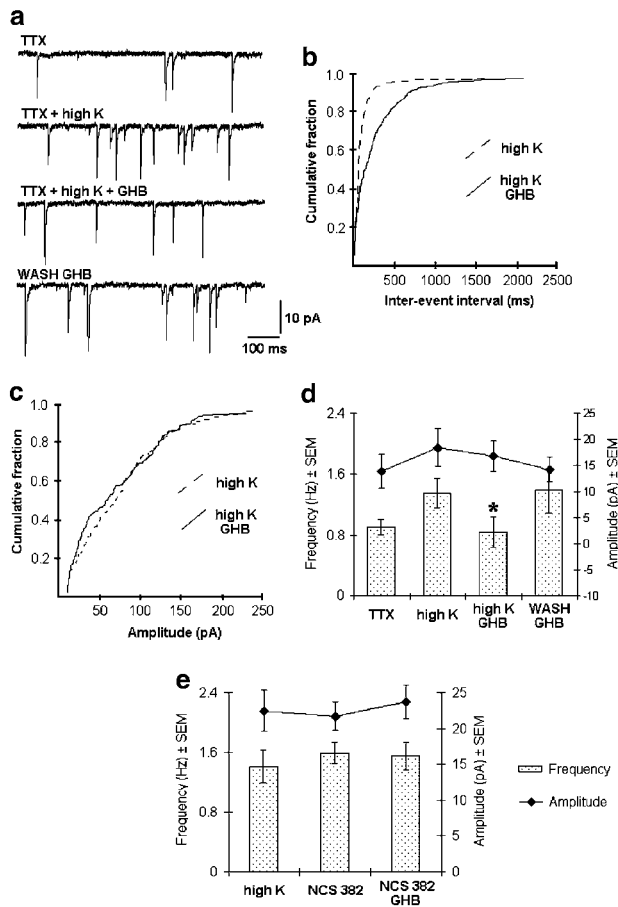 a
TTX
TTX + high K
TTX + high K + GHB
WASH GHB
10 pA
100 ms
b
Cumulative fraction
1.0
0.8
0.6
0.4
0.2
high K
high K
GHB
500 1000 1500 2000 2500
Inter-event interval (ms)
c
Cumulative fraction
1.0
0.8
0.6
0.4
0.2
high K
high K
GHB
50 100 150 200 250
Amplitude (pA)
d
Frequency (Hz) ± SEM
2.4
1.6
0.8
0
*
25
20
15
10
5
0
-5
-10
Amplitude (pA) ± SEM
TTX
high K
high K
GHB
WASH
GHB
e
Frequency (Hz) ± SEM
2.4
1.6
0.8
0
25
20
15
10
5
0
Amplitude (pA) ± SEM
high K
NCS 382
NCS 382
GHB
Frequency
Amplitude